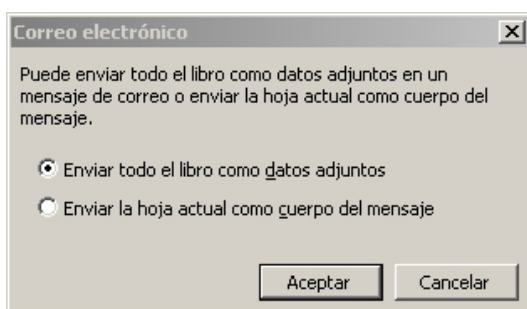 Correo electrónico
Puede enviar todo el libro como datos adjuntos en un
mensaje de correo o enviar la hoja actual como cuerpo del
mensaje.
Enviar todo el libro como datos adjuntos
Enviar la hoja actual como cuerpo del mensaje
Aceptar
Cancelar